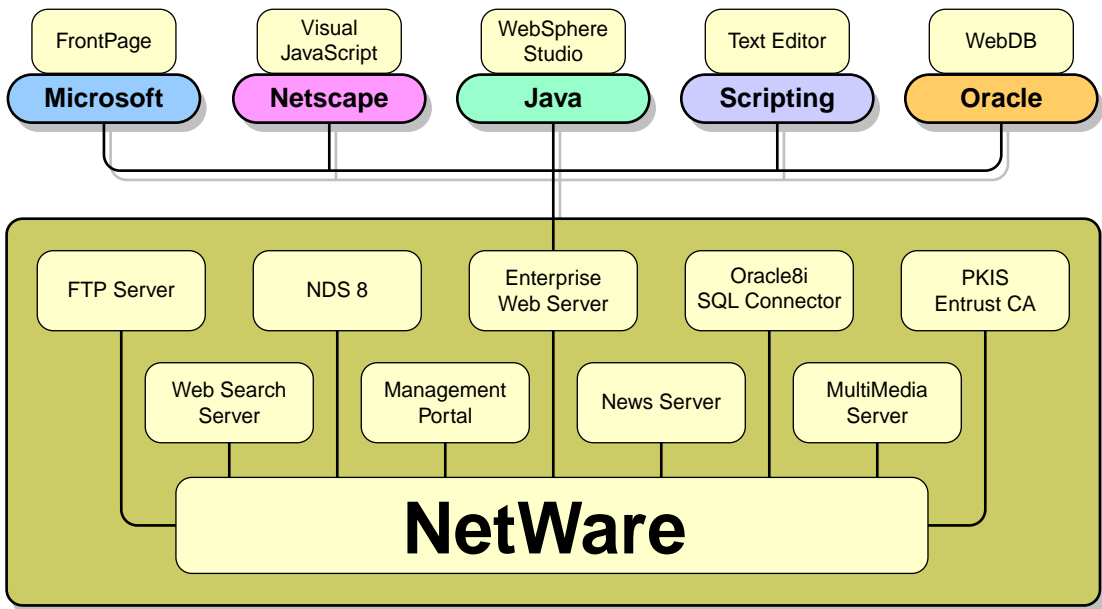 FrontPage
Visual
JavaScript
WebSphere
Studio
Text Editor
WebDB
Microsoft
Netscape
Java
Scripting
Oracle
FTP Server
NDS 8
Enterprise
Web Server
Oracle8i
SQL Connector
PKIS
Entrust CA
Web Search
Server
Management
Portal
News Server
MultiMedia
Server
NetWare